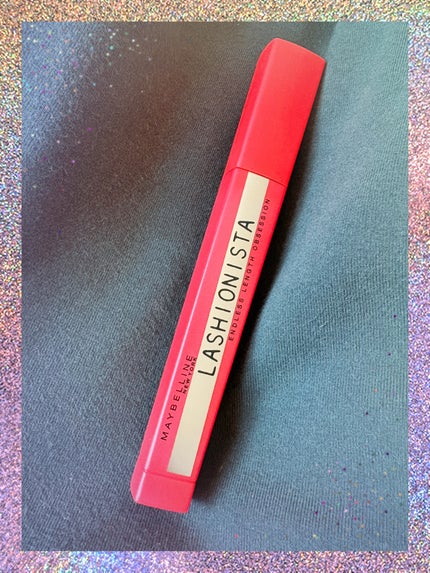 MAYBELLINE
NEW YORK
LASHIONISTA
ENDLESS LENGTH OBSESSION